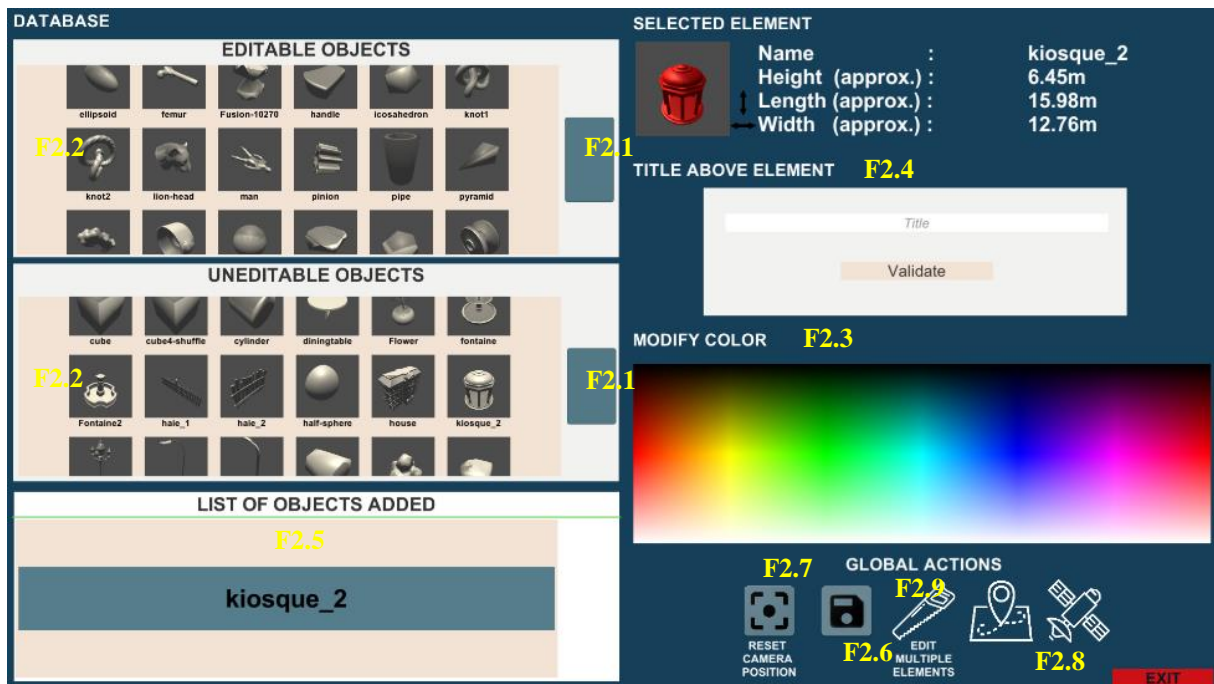 DATABASE
EDITABLE OBJECTS
ellipsoid femur Fusion-10270 handle icosahedron knot1
F2.2 F2.1
knot2 lion-head man pinion pipe pyramid
UNEDITABLE OBJECTS
cube cube4-shuffle cylinder diningtable Flower fontaine
F2.2 F2.1
Fontaine2 haie_1 haie_2 half-sphere house kiosque_2
LIST OF OBJECTS ADDED
F2.5
kiosque_2
SELECTED ELEMENT
Name : kiosque_2
Height (approx.) : 6.45m
Length (approx.) : 15.98m
Width (approx.) : 12.76m
TITLE ABOVE ELEMENT F2.4
Title
Validate
MODIFY COLOR F2.3
GLOBAL ACTIONS
F2.7
F2.9
RESET
CAMERA
POSITION
F2.6
EDIT
MULTIPLE
ELEMENTS
F2.8
EXIT